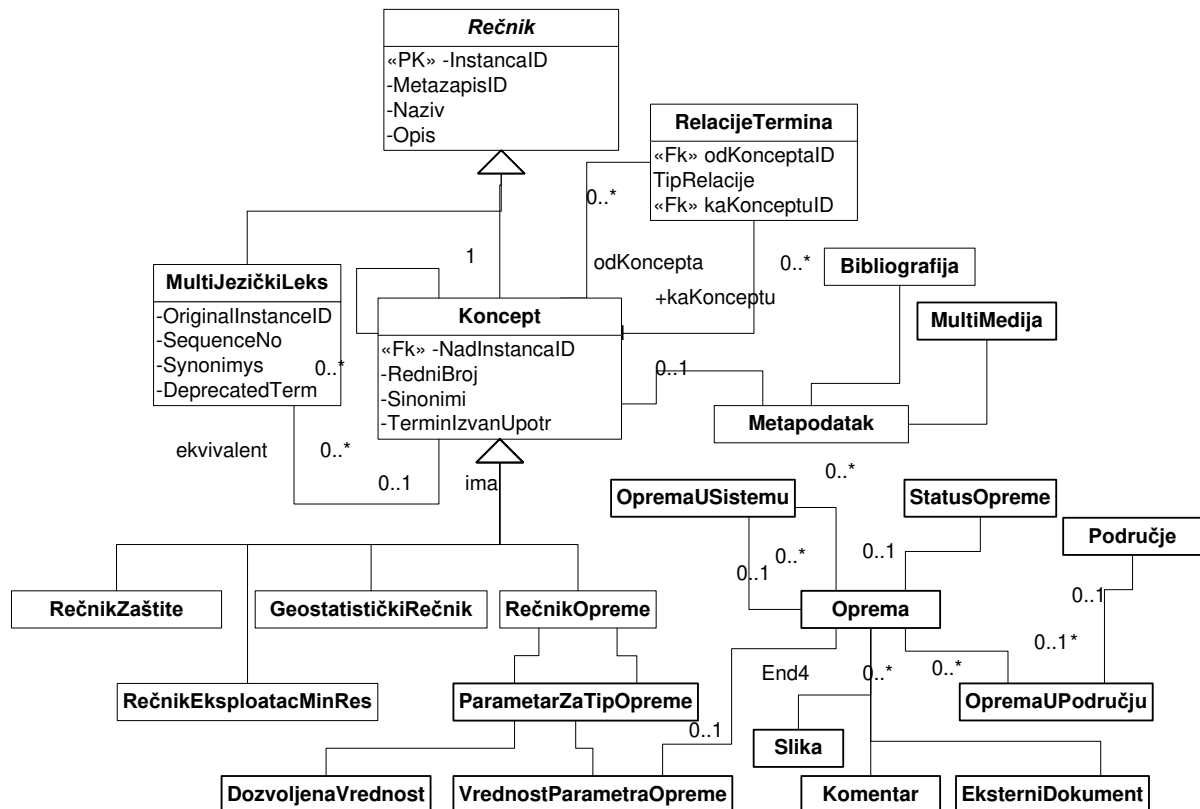 Rečnik
«PK» -InstancaID
-MetazapisID
-Naziv
-Opis
RelacijeTermina
«Fk» odKonceptaID
TipRelacije
«Fk» kaKonceptuID
0..*
1
odKoncepta
0..*
+kaKonceptu
Bibliografija
MultiMedija
MultiJezičkiLeks
-OriginalInstanceID
-SequenceNo
-Synonimys
-DeprecatedTerm
0..*
Koncept
«Fk» -NadInstancaID
-RedniBroj
-Sinonimi
-TerminIzvanUpotr
0..1
Metapodatak
ekvivalent
0..*
0..1
ima
0..*
OpremaUSistemu
StatusOpreme
Područje
0..*
0..1
0..1
0..1
RečnikZaštite
GeostatističkiRečnik
RečnikOpreme
Oprema
0..1*
End4
0..*
0..*
RečnikEksploatacMinRes
ParametarZaTipOpreme
OpremaUPodručju
0..1
Slika
DozvoljenaVrednost
VrednostParametraOpreme
Komentar
EksterniDokument